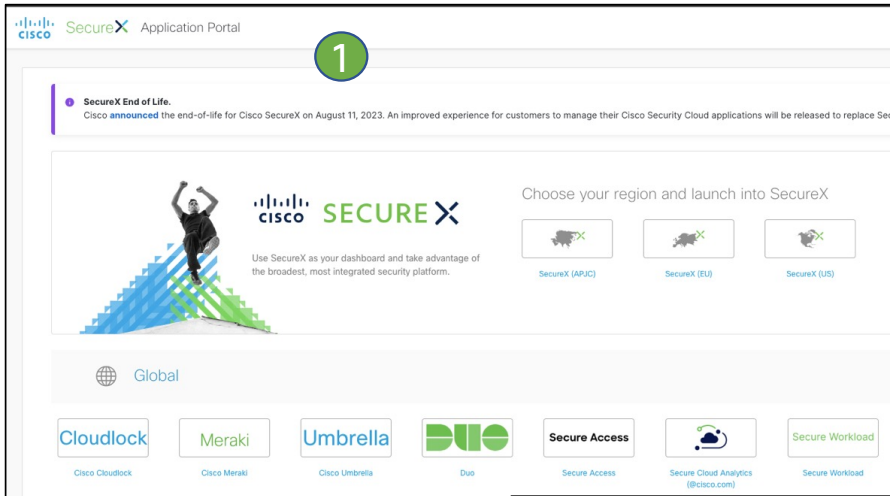 CISCO SecureX Application Portal
1
SecureX End of Life.
Cisco announced the end-of-life for Cisco SecureX on August 11, 2023. An improved experience for customers to manage their Cisco Security Cloud applications will be released to replace Sec
CISCO SECURE X
Choose your region and launch into SecureX
Use SecureX as your dashboard and take advantage of
the broadest, most integrated security platform.
SecureX (APJC) SecureX (EU) SecureX (US)
Global
Cloudlock Meraki Umbrella DUO Secure Access Secure Workload
Cisco Cloudlock Cisco Meraki Cisco Umbrella Duo Secure Access Secure Cloud Analytics Secure Workload
(@cisco.com)